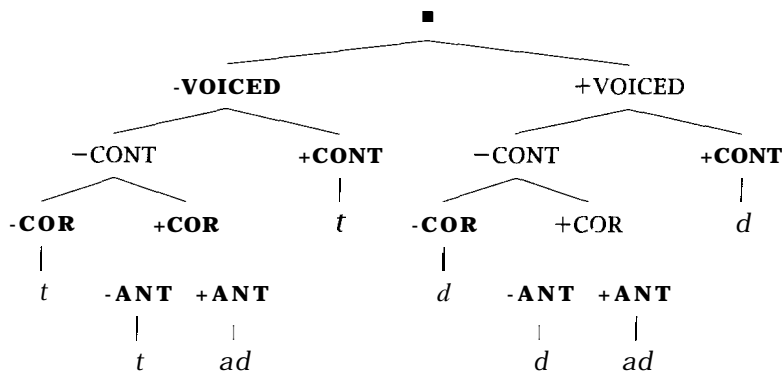 -VOICED +VOICED
−CONT +CONT −CONT +CONT
-COR +COR t -COR +COR d
t -ANT +ANT d -ANT +ANT
t ad d ad